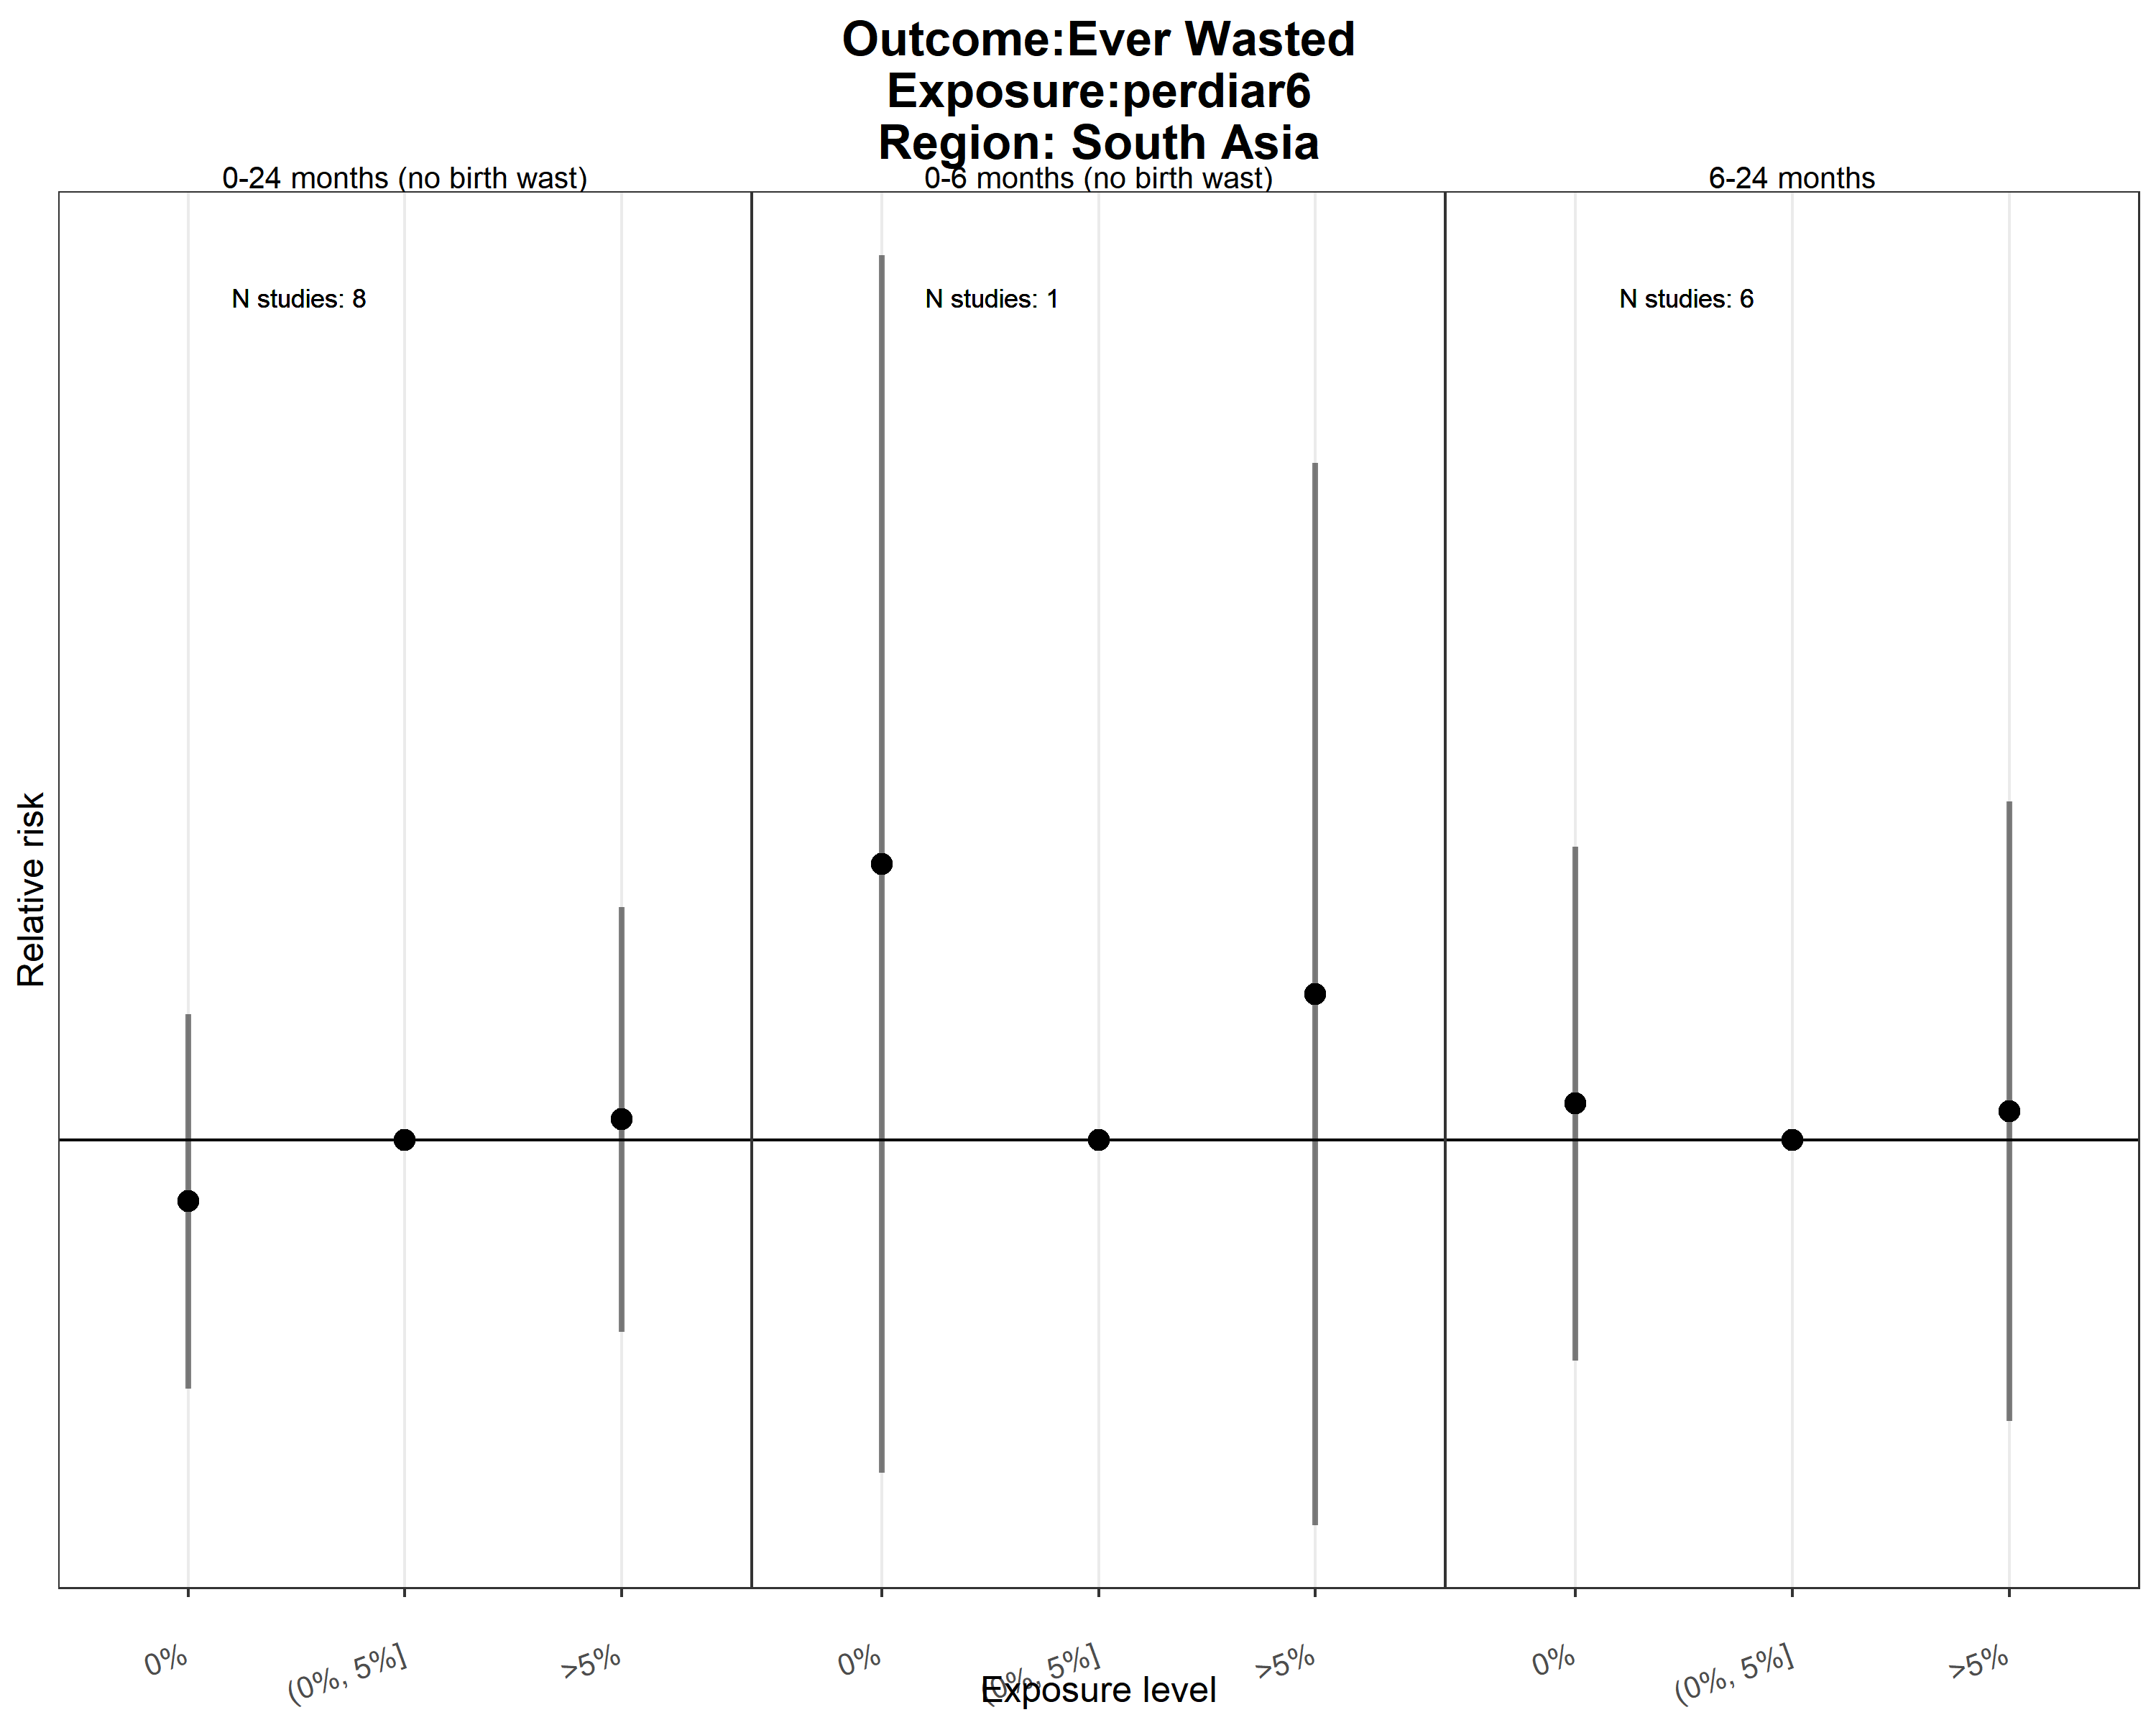 Outcome:Ever Wasted
Exposure:perdiar6
Region: South Asia
0-24 months (no birth wast)
0-6 months (no birth wast)
6-24 months
N studies: 8
N studies: 1
N studies: 6
Relative risk
0%
(0%, 5%]
>5%
0%
(0%, 5%]
>5%
0%
(0%, 5%]
>5%
Exposure level